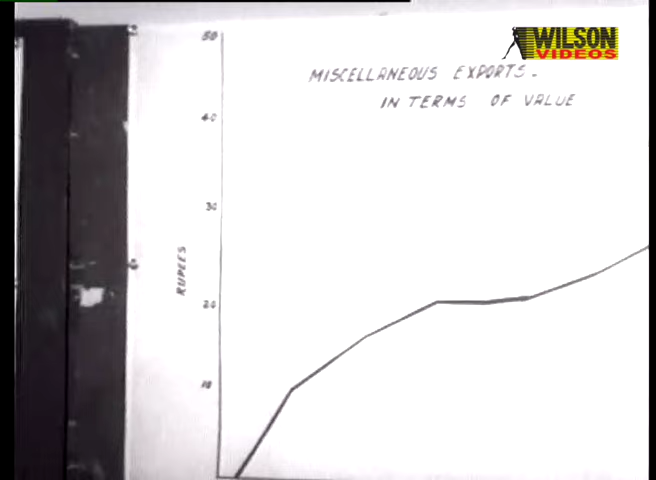 WILSON
VIDEOS
MISCELLANEOUS EXPORTS.
IN TERMS OF VALUE
50
40
30
20
10
RUPEES